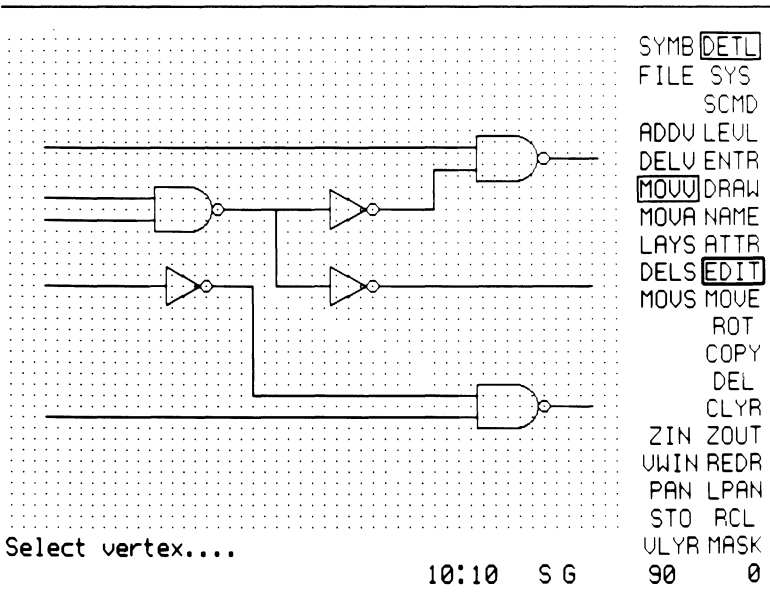 SYMB DETL
FILE SYS
SCMD
ADDV LEVL
DELV ENTR
MOVV DRAW
MOVA NAME
LAYS ATTR
DELS EDIT
MOVS MOVE
ROT
COPY
DEL
CLYR
ZIN ZOUT
VWIN REDR
PAN LPAN
STO RCL
Select vertex.... VLYR MASK
10:10 S G 90 0